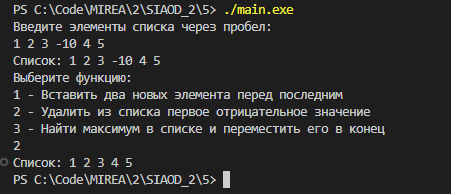 PS C:\Code\MIREA\2\SIAOD_2\5> ./main.exe
Введите элементы списка через пробел:
1 2 3 -10 4 5
Список: 1 2 3 -10 4 5
Выберите функцию:
1 - Вставить два новых элемента перед последним
2 - Удалить из списка первое отрицательное значение
3 - Найти максимум в списке и переместить его в конец
2
Список: 1 2 3 4 5
PS C:\Code\MIREA\2\SIAOD_2\5>